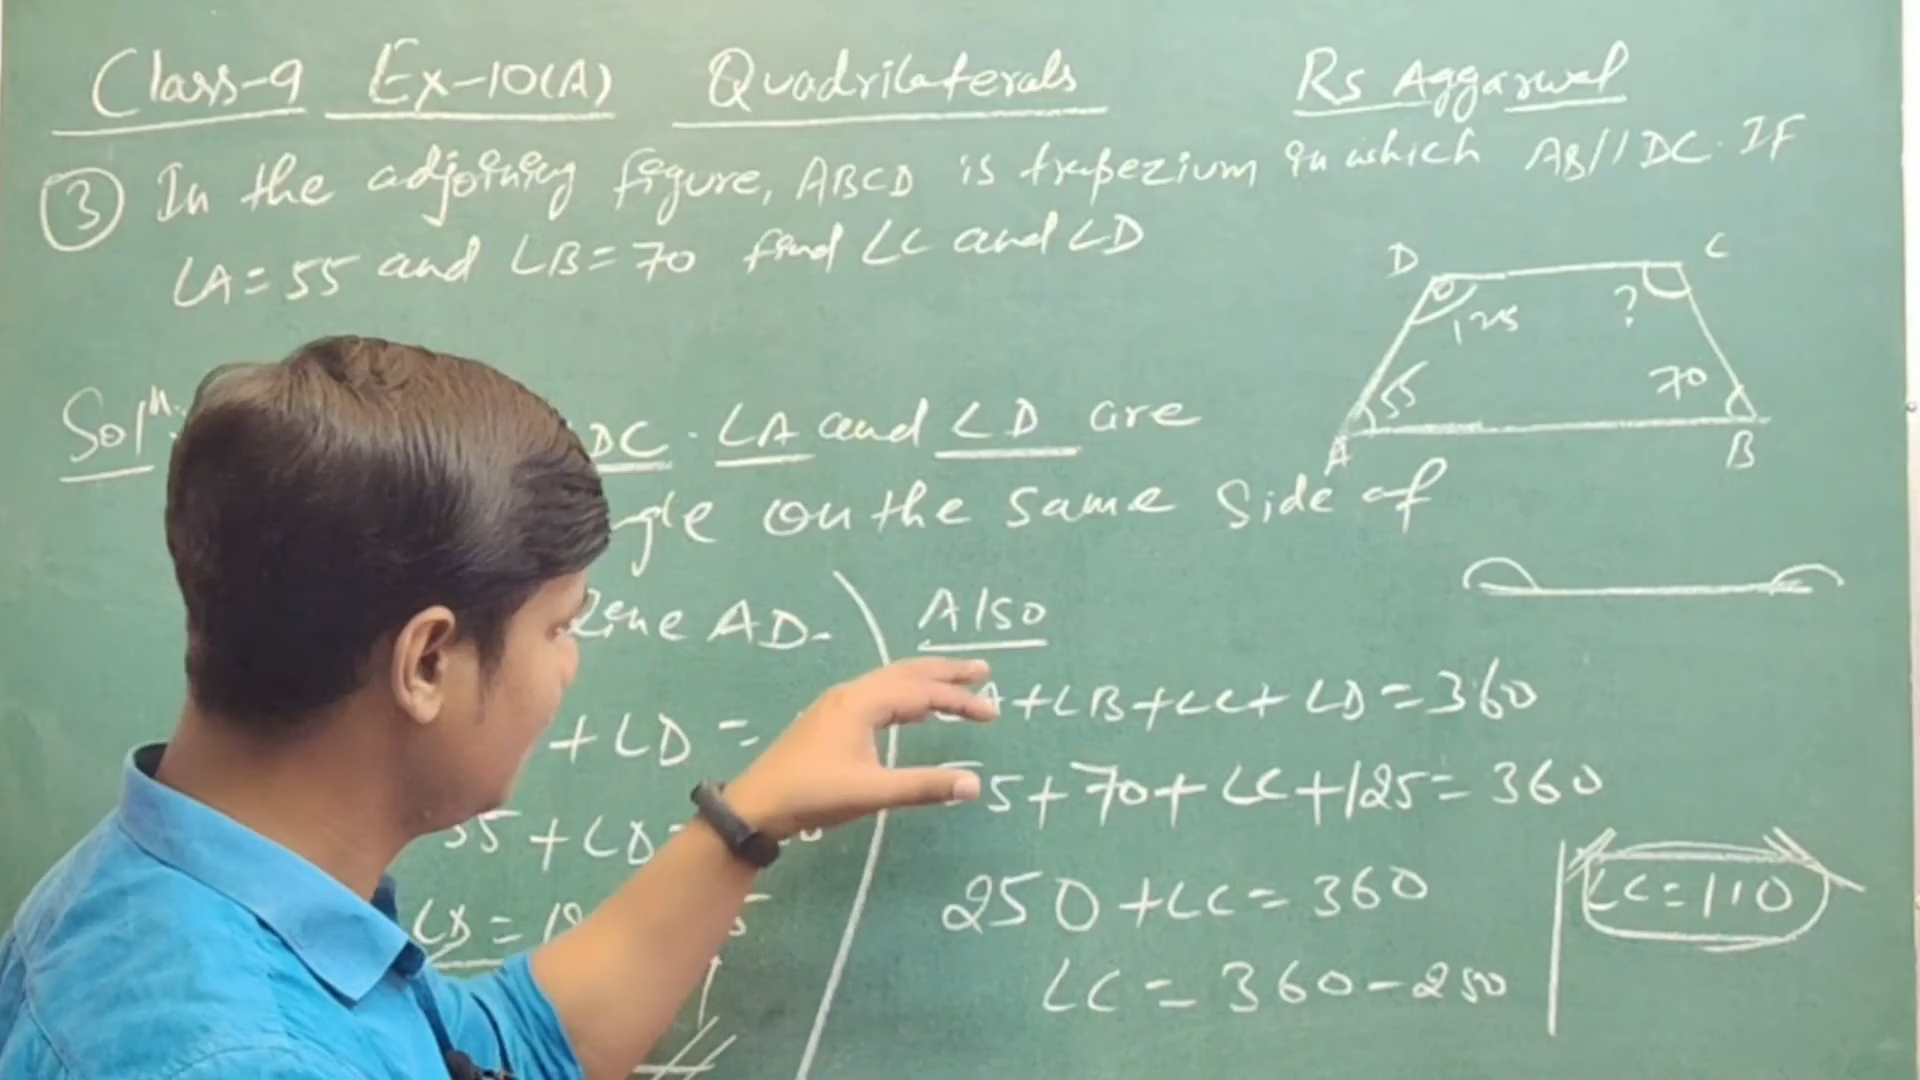 Class-9 Ex-10(A) Quadrilaterals Rs Aggarwal
③ In the adjoining figure, ABCD is trapezium in which AB//DC. IF
∠A=55 and ∠B=70 find ∠C and ∠D
D C
125 ?
55 70
A B
Solⁿ: DC. ∠A and ∠D are
on the same side of
line AD.
Also
+∠B+∠C+∠D=360
+∠D =
55+70+∠C+125=360
55+∠D=
250+∠C=360
∠C=110
∠D=
∠C=360-250